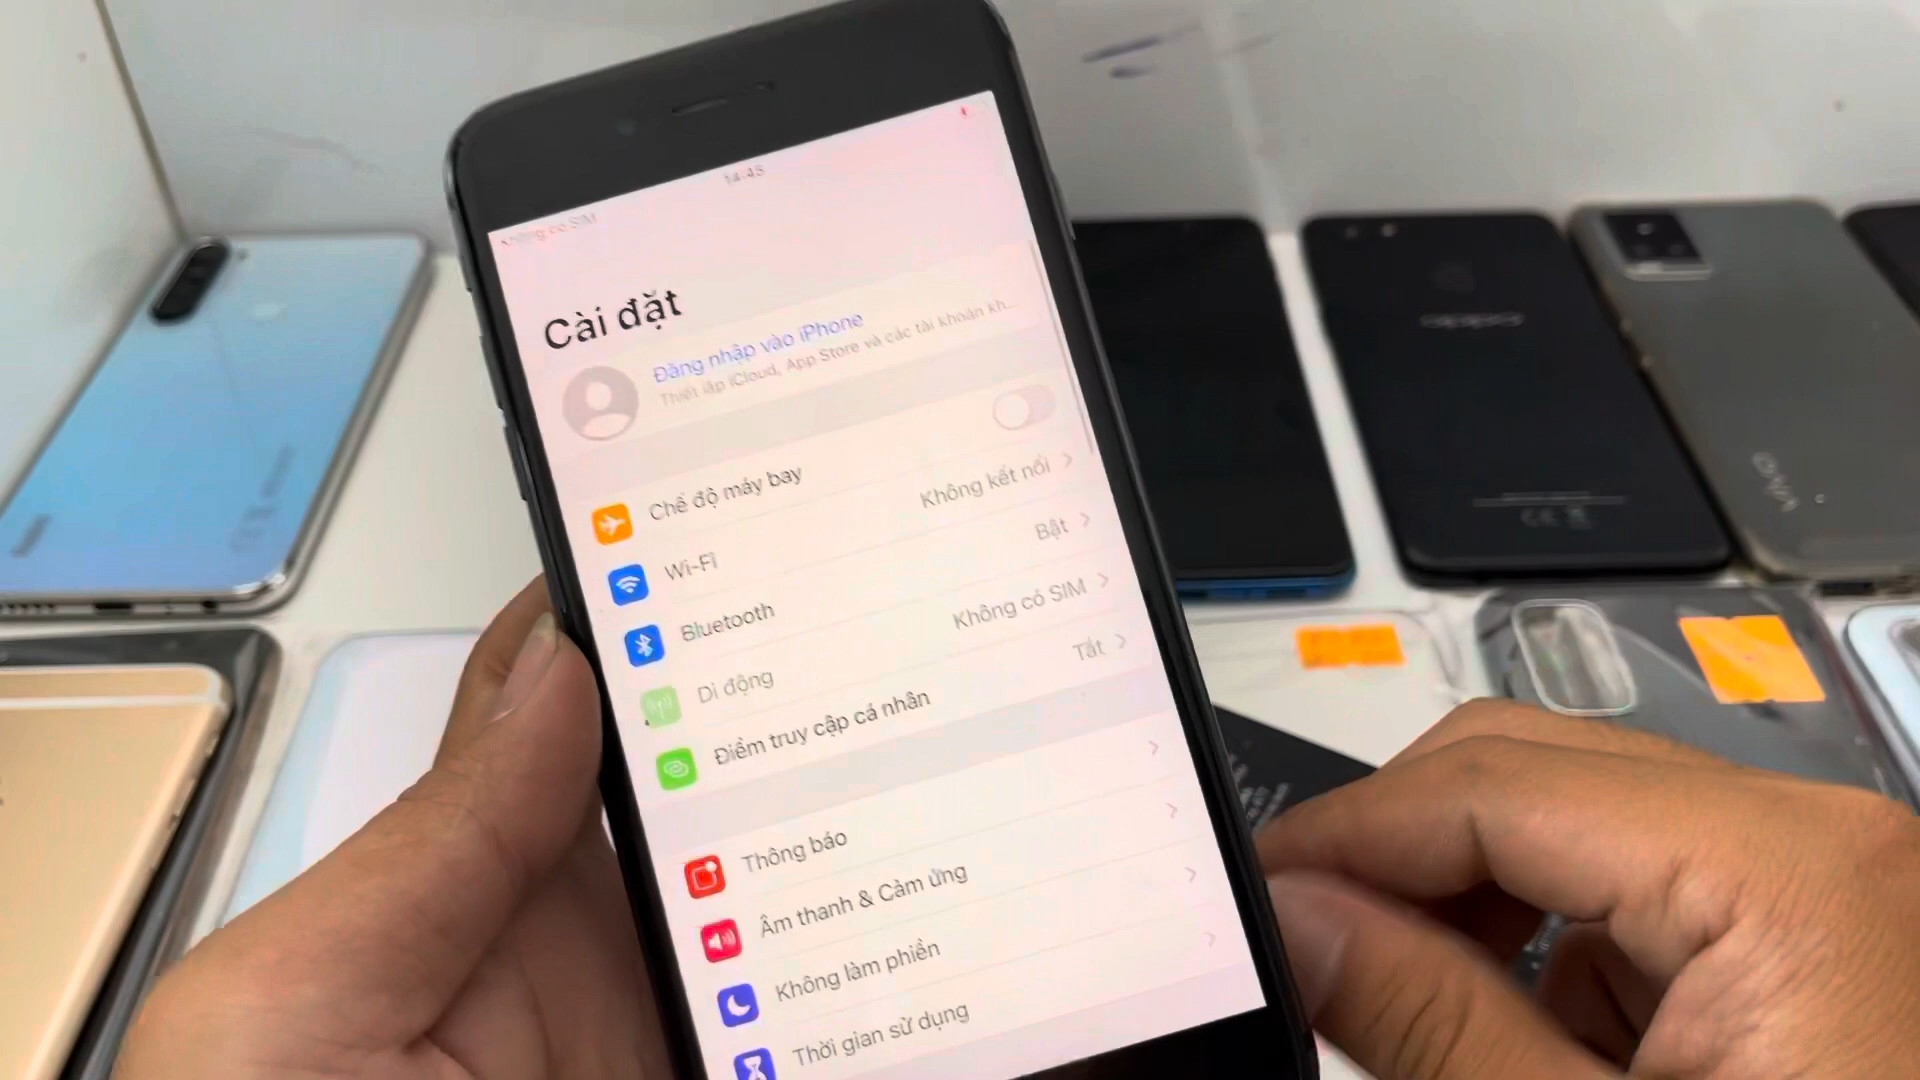 14:45
Không có SIM
Cài đặt
Đăng nhập vào iPhone
Thiết lập iCloud, App Store và các tài khoản kh...
Chế độ máy bay
Wi-Fi
Không kết nối
Bluetooth
Bật
Di động
Không có SIM
Điểm truy cập cá nhân
Tắt
Thông báo
Âm thanh & Cảm ứng
Không làm phiền
Thời gian sử dụng
oppo
vivo